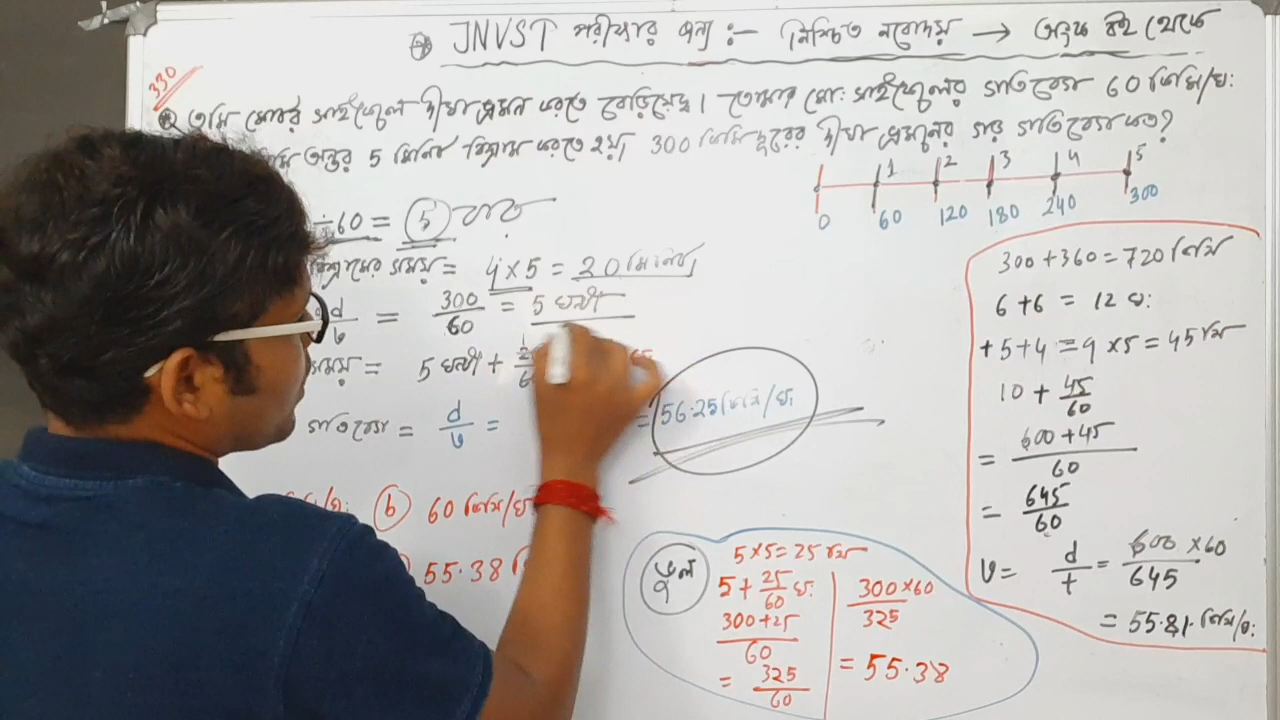 JNVST পরীক্ষার জন্য :- নিশ্চিত নবোদয় → অঙ্ক বই থেকে
330
তুমি মোটর সাইকেলে দীঘা ভ্রমন করতে বেড়িয়েছ। তোমার মো: সাইকেলের গতিবেগ 60 কিমি/ঘ:
অন্তর 5 মিনিট বিশ্রাম করতে হয়। 300 কিমি দূরের দীঘা ভ্রমনের গড় গতিবেগ কত?
1 2 3 4 5
0 60 120 180 240 300
÷60 = 5 বার
বিশ্রামের সময় = 4×5 = 20 মিনিট
d/v = 300/60 = 5 ঘন্টা
সময় = 5 ঘন্টা +
গতিবেগ = d/v =
= 56.25 কিমি/ঘ:
b 60 কিমি/ঘ:
55.38
ভুল
5×5=25 মি
5+25/60 ঘ:
300+25/60
= 325/60
300×60/325
= 55.38
300+360=720 কিমি
6+6 = 12 ঘ:
+5+4 = 9 ×5 = 45 মি
10 + 45/60
= 600+45/60
= 645/60
v = d/t = 600×60/645
= 55.81 কিমি/ঘ: